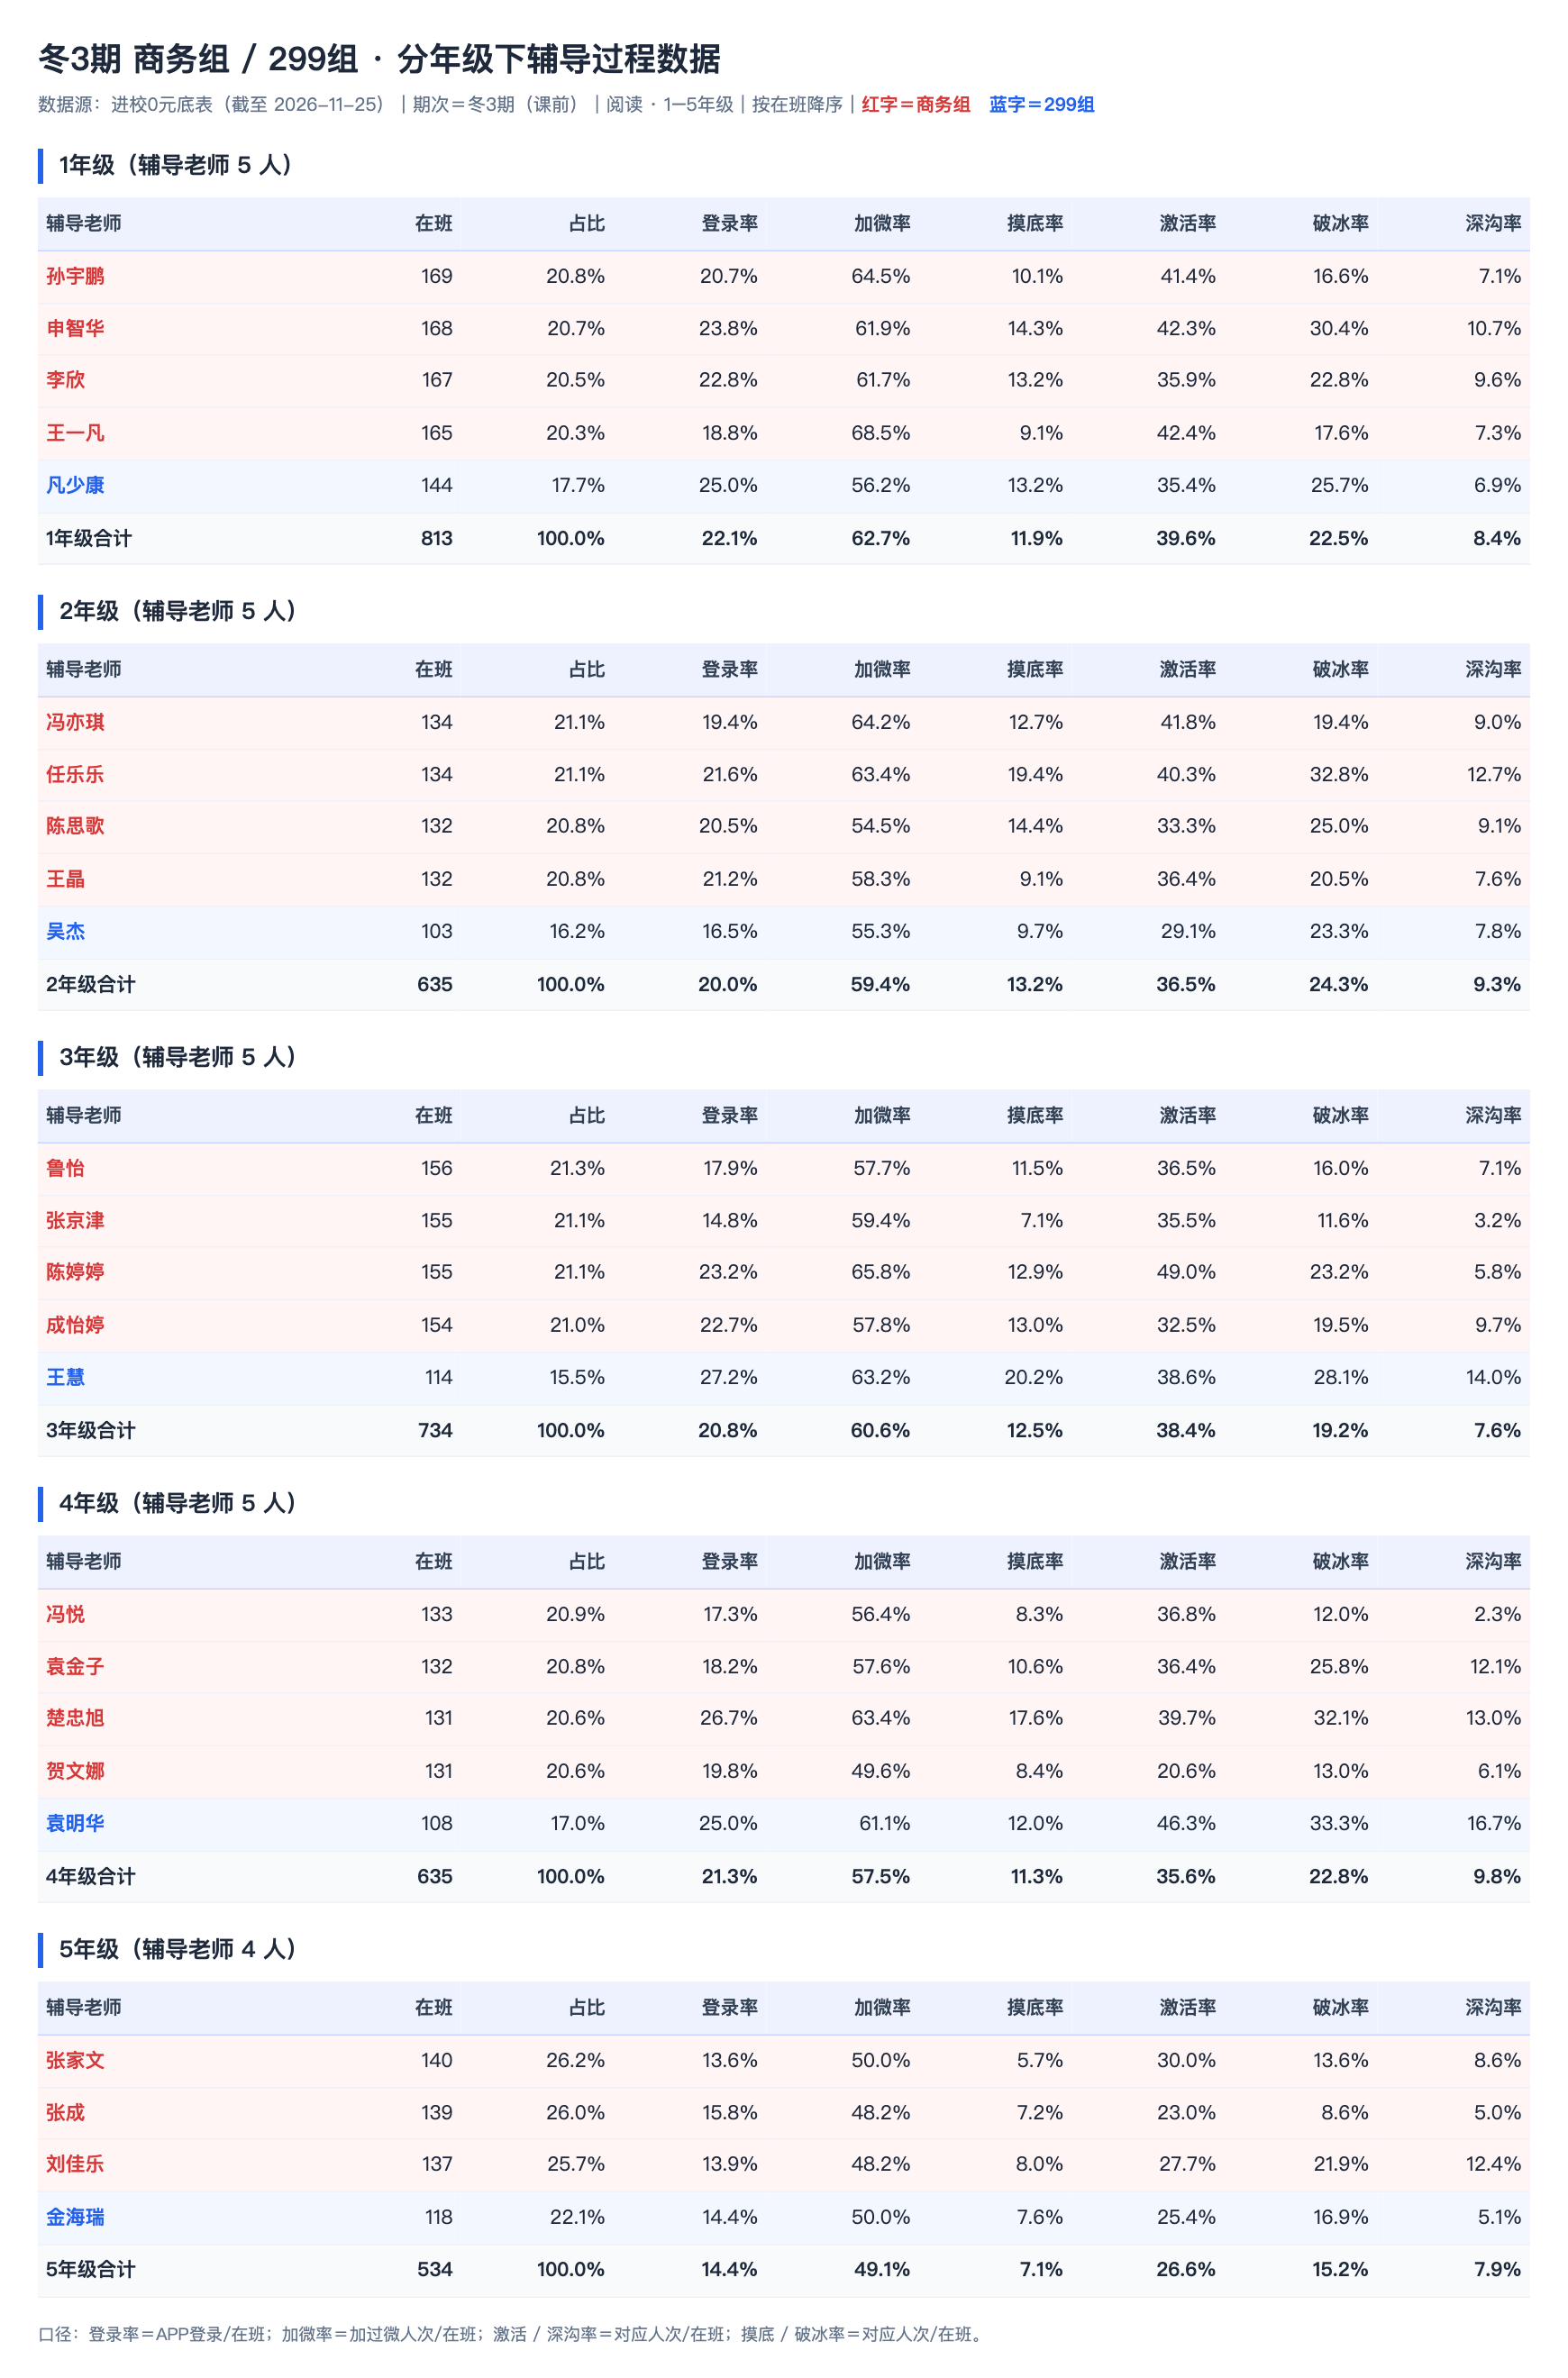 冬3期 商务组 / 299组 · 分年级下辅导过程数据
数据源：进校0元底表（截至 2026-11-25）｜期次＝冬3期（课前）｜阅读 · 1—5年级｜按在班降序｜红字＝商务组 蓝字＝299组
1年级（辅导老师 5 人）
辅导老师 在班 占比 登录率 加微率 摸底率 激活率 破冰率 深沟率
孙宇鹏 169 20.8% 20.7% 64.5% 10.1% 41.4% 16.6% 7.1%
申智华 168 20.7% 23.8% 61.9% 14.3% 42.3% 30.4% 10.7%
李欣 167 20.5% 22.8% 61.7% 13.2% 35.9% 22.8% 9.6%
王一凡 165 20.3% 18.8% 68.5% 9.1% 42.4% 17.6% 7.3%
凡少康 144 17.7% 25.0% 56.2% 13.2% 35.4% 25.7% 6.9%
1年级合计 813 100.0% 22.1% 62.7% 11.9% 39.6% 22.5% 8.4%
2年级（辅导老师 5 人）
辅导老师 在班 占比 登录率 加微率 摸底率 激活率 破冰率 深沟率
冯亦琪 134 21.1% 19.4% 64.2% 12.7% 41.8% 19.4% 9.0%
任乐乐 134 21.1% 21.6% 63.4% 19.4% 40.3% 32.8% 12.7%
陈思歌 132 20.8% 20.5% 54.5% 14.4% 33.3% 25.0% 9.1%
王晶 132 20.8% 21.2% 58.3% 9.1% 36.4% 20.5% 7.6%
吴杰 103 16.2% 16.5% 55.3% 9.7% 29.1% 23.3% 7.8%
2年级合计 635 100.0% 20.0% 59.4% 13.2% 36.5% 24.3% 9.3%
3年级（辅导老师 5 人）
辅导老师 在班 占比 登录率 加微率 摸底率 激活率 破冰率 深沟率
鲁怡 156 21.3% 17.9% 57.7% 11.5% 36.5% 16.0% 7.1%
张京津 155 21.1% 14.8% 59.4% 7.1% 35.5% 11.6% 3.2%
陈婷婷 155 21.1% 23.2% 65.8% 12.9% 49.0% 23.2% 5.8%
成怡婷 154 21.0% 22.7% 57.8% 13.0% 32.5% 19.5% 9.7%
王慧 114 15.5% 27.2% 63.2% 20.2% 38.6% 28.1% 14.0%
3年级合计 734 100.0% 20.8% 60.6% 12.5% 38.4% 19.2% 7.6%
4年级（辅导老师 5 人）
辅导老师 在班 占比 登录率 加微率 摸底率 激活率 破冰率 深沟率
冯悦 133 20.9% 17.3% 56.4% 8.3% 36.8% 12.0% 2.3%
袁金子 132 20.8% 18.2% 57.6% 10.6% 36.4% 25.8% 12.1%
楚忠旭 131 20.6% 26.7% 63.4% 17.6% 39.7% 32.1% 13.0%
贺文娜 131 20.6% 19.8% 49.6% 8.4% 20.6% 13.0% 6.1%
袁明华 108 17.0% 25.0% 61.1% 12.0% 46.3% 33.3% 16.7%
4年级合计 635 100.0% 21.3% 57.5% 11.3% 35.6% 22.8% 9.8%
5年级（辅导老师 4 人）
辅导老师 在班 占比 登录率 加微率 摸底率 激活率 破冰率 深沟率
张家文 140 26.2% 13.6% 50.0% 5.7% 30.0% 13.6% 8.6%
张成 139 26.0% 15.8% 48.2% 7.2% 23.0% 8.6% 5.0%
刘佳乐 137 25.7% 13.9% 48.2% 8.0% 27.7% 21.9% 12.4%
金海瑞 118 22.1% 14.4% 50.0% 7.6% 25.4% 16.9% 5.1%
5年级合计 534 100.0% 14.4% 49.1% 7.1% 26.6% 15.2% 7.9%
口径：登录率＝APP登录/在班；加微率＝加过微人次/在班；激活 / 深沟率＝对应人次/在班；摸底 / 破冰率＝对应人次/在班。